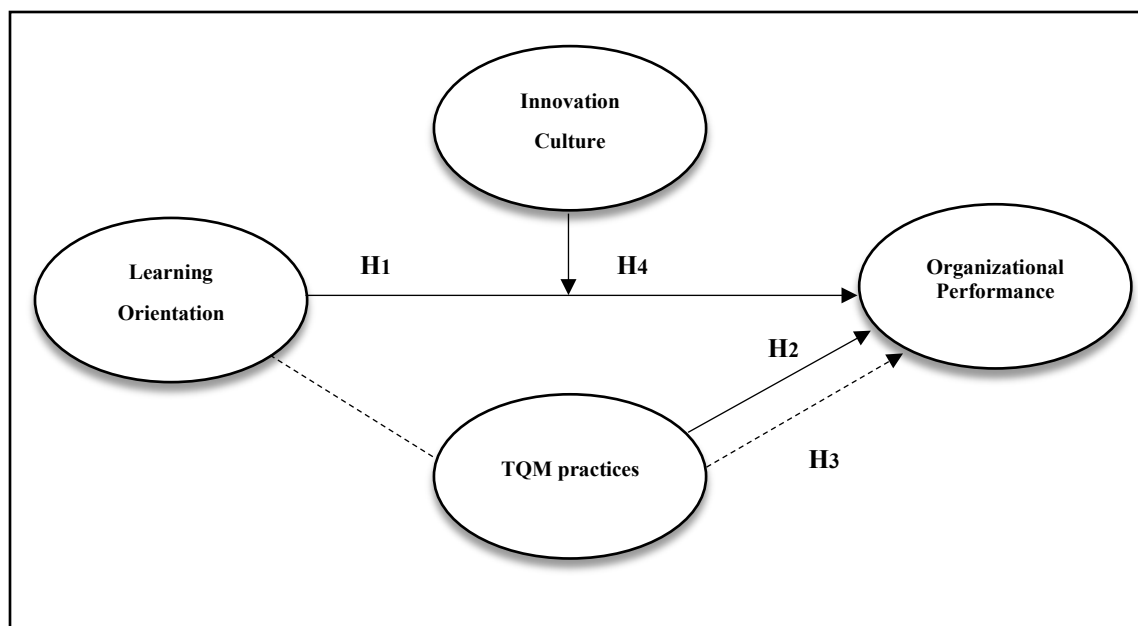 Innovation
Culture
Learning
Orientation
H1
H4
Organizational
Performance
H2
TQM practices
H3